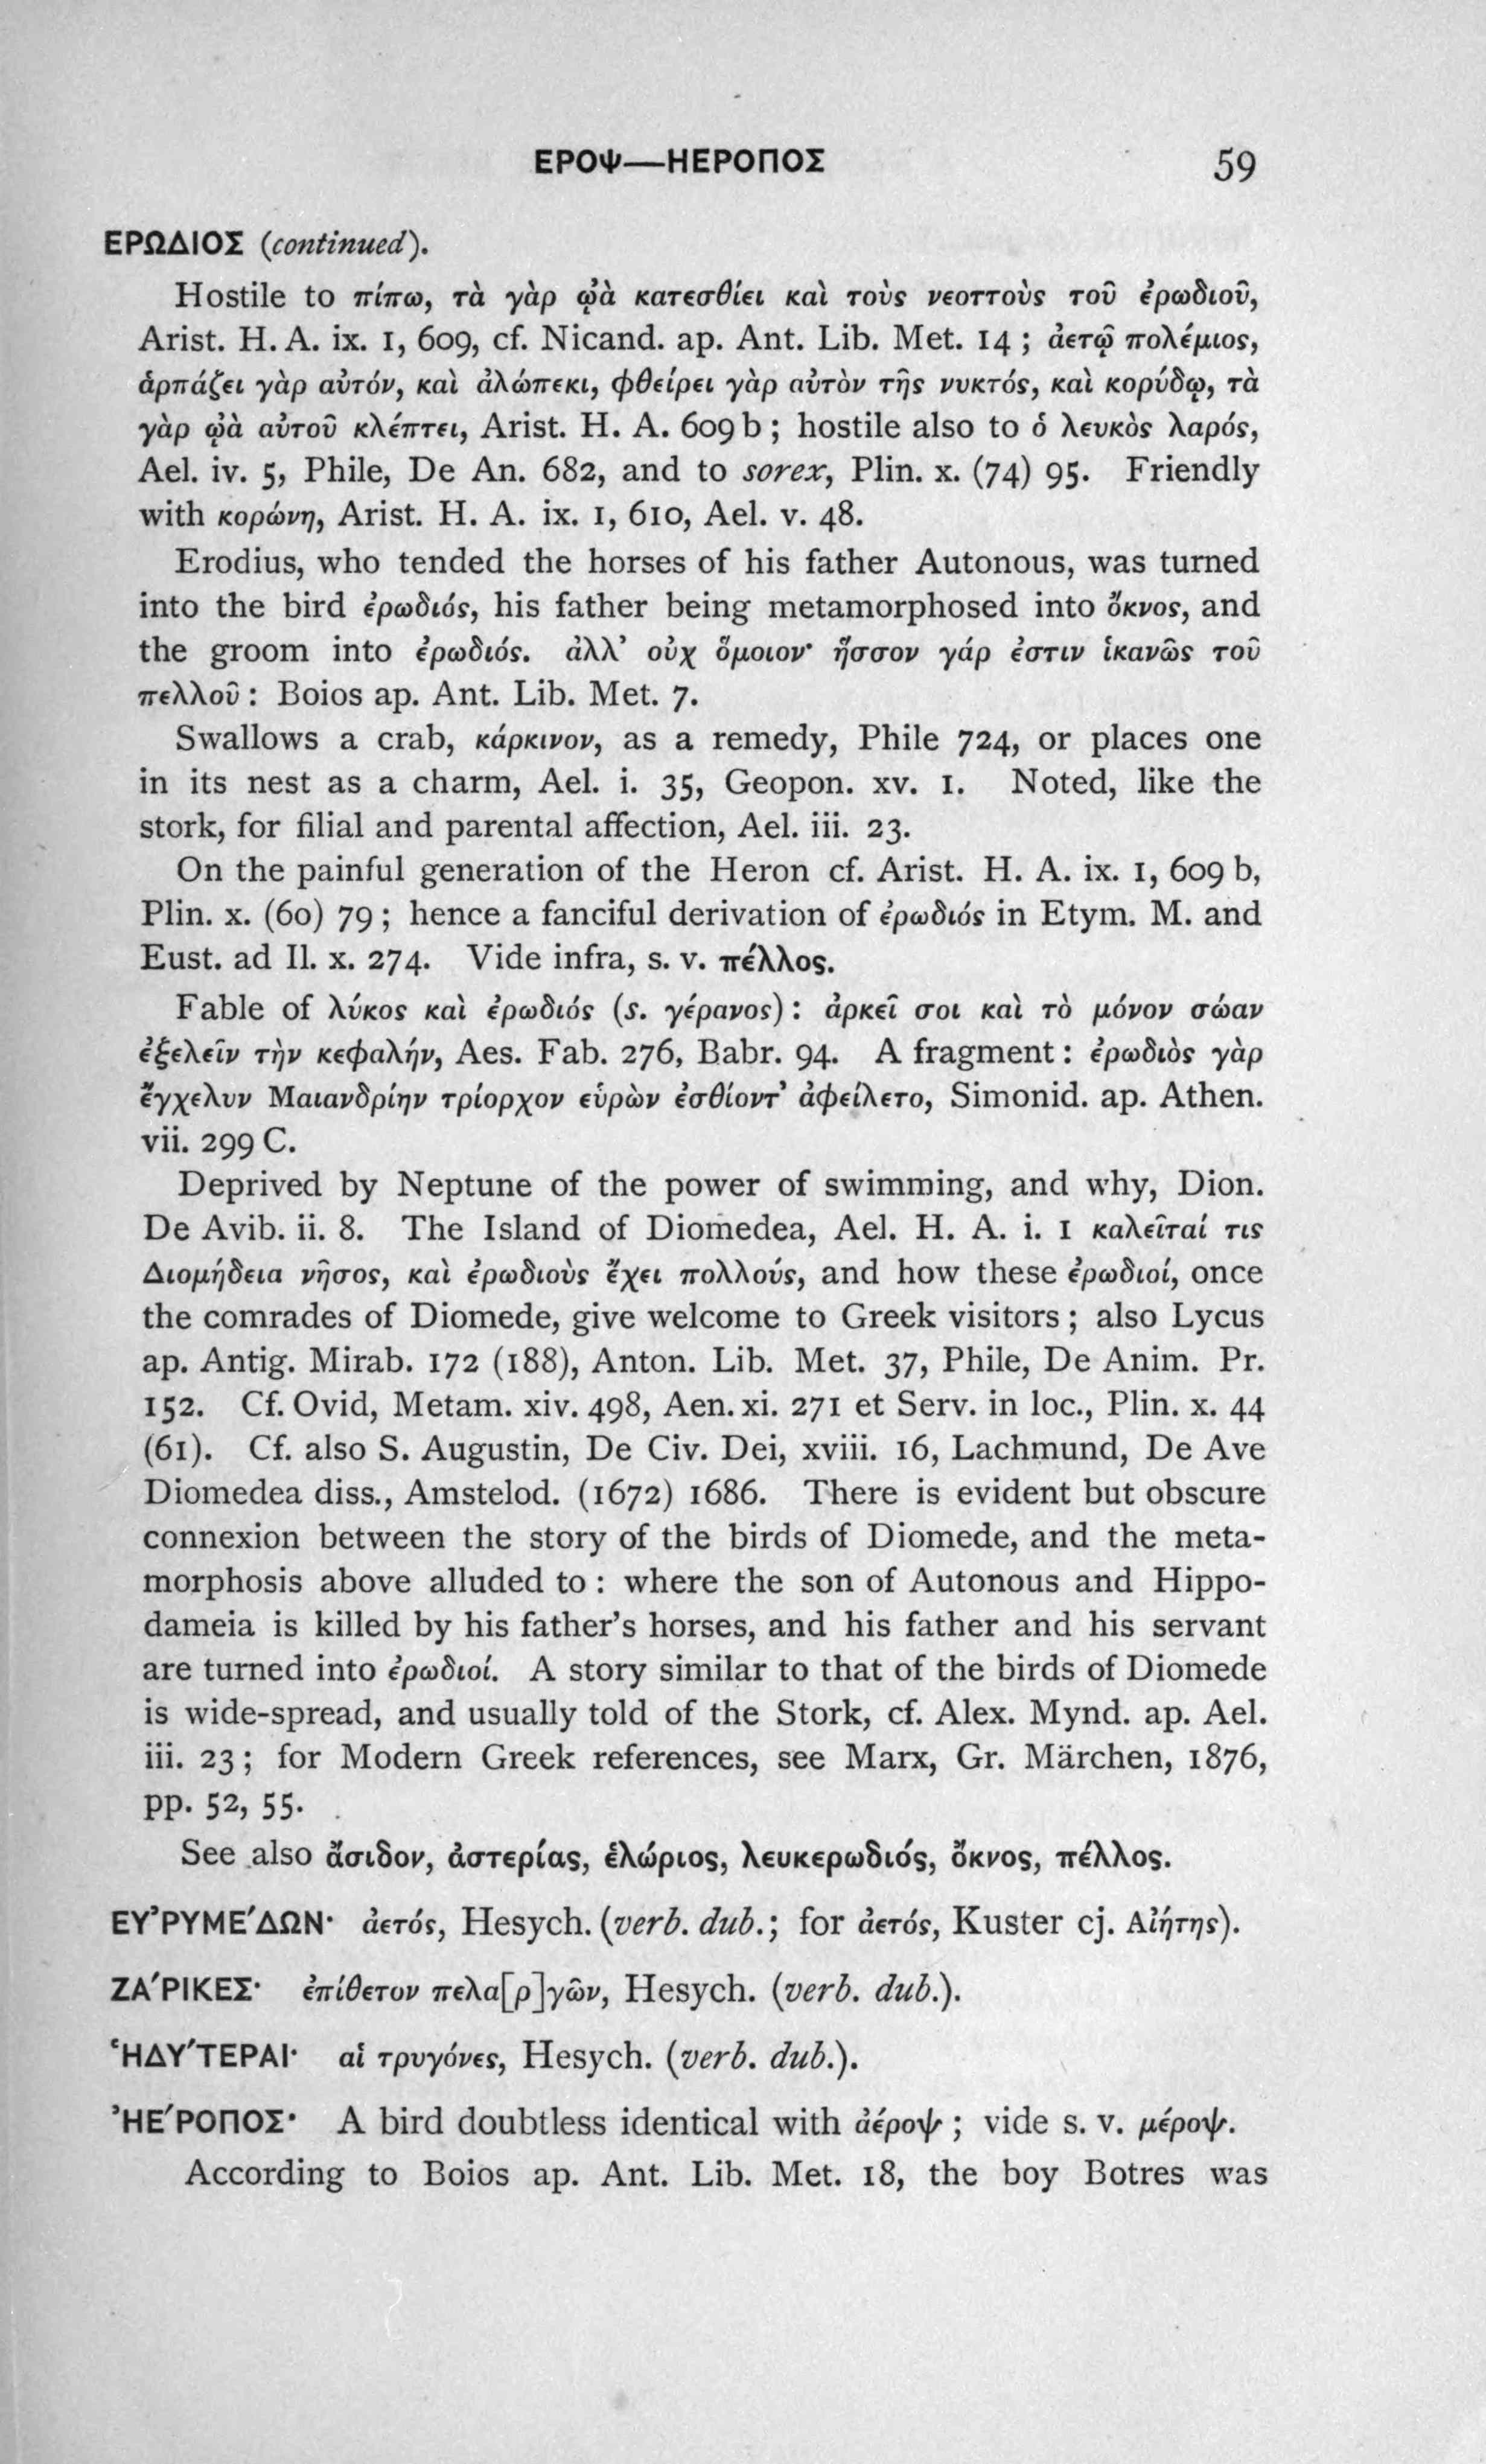 ΕΡΟΨ—ΗΕΡΟΠΟΣ 59
ΕΡΩΔΙΟΣ (continued).
Hostile to πίπω, τὰ γὰρ ᾠὰ κατεσθίει καὶ τοὺς νεοττοὺς τοῦ ἐρωδιοῦ,
Arist. H. A. ix. 1, 609, cf. Nicand. ap. Ant. Lib. Met. 14 ; ἀετῷ πολέμιος,
ἁρπάζει γὰρ αὐτόν, καὶ ἀλώπεκι, φθείρει γὰρ αὐτὸν τῆς νυκτός, καὶ κορύδῳ, τὰ
γὰρ ᾠὰ αὐτοῦ κλέπτει, Arist. H. A. 609 b ; hostile also to ὁ λευκὸς λαρός,
Ael. iv. 5, Phile, De An. 682, and to sorex, Plin. x. (74) 95. Friendly
with κορώνη, Arist. H. A. ix. 1, 610, Ael. v. 48.
Erodius, who tended the horses of his father Autonous, was turned
into the bird ἐρωδιός, his father being metamorphosed into ὄκνος, and
the groom into ἐρωδιός. ἀλλ’ οὐχ ὅμοιον· ἧσσον γάρ ἐστιν ἱκανῶς τοῦ
πελλοῦ : Boios ap. Ant. Lib. Met. 7.
Swallows a crab, κάρκινον, as a remedy, Phile 724, or places one
in its nest as a charm, Ael. i. 35, Geopon. xv. 1. Noted, like the
stork, for filial and parental affection, Ael. iii. 23.
On the painful generation of the Heron cf. Arist. H. A. ix. 1, 609 b,
Plin. x. (60) 79 ; hence a fanciful derivation of ἐρωδιός in Etym. M. and
Eust. ad Il. x. 274. Vide infra, s. v. πέλλος.
Fable of λύκος καὶ ἐρωδιός (s. γέρανος) : ἀρκεῖ σοι καὶ τὸ μόνον σώαν
ἐξελεῖν τὴν κεφαλήν, Aes. Fab. 276, Babr. 94. A fragment : ἐρωδιὸς γὰρ
ἔγχελυν Μαιανδρίην τρίορχον εὑρὼν ἐσθίοντ’ ἀφείλετο, Simonid. ap. Athen.
vii. 299 C.
Deprived by Neptune of the power of swimming, and why, Dion.
De Avib. ii. 8. The Island of Diomedea, Ael. H. A. i. 1 καλεῖταί τις
Διομήδεια νῆσος, καὶ ἐρωδιοὺς ἔχει πολλούς, and how these ἐρωδιοί, once
the comrades of Diomede, give welcome to Greek visitors ; also Lycus
ap. Antig. Mirab. 172 (188), Anton. Lib. Met. 37, Phile, De Anim. Pr.
152. Cf. Ovid, Metam. xiv. 498, Aen. xi. 271 et Serv. in loc., Plin. x. 44
(61). Cf. also S. Augustin, De Civ. Dei, xviii. 16, Lachmund, De Ave
Diomedea diss., Amstelod. (1672) 1686. There is evident but obscure
connexion between the story of the birds of Diomede, and the meta-
morphosis above alluded to : where the son of Autonous and Hippo-
dameia is killed by his father’s horses, and his father and his servant
are turned into ἐρωδιοί. A story similar to that of the birds of Diomede
is wide-spread, and usually told of the Stork, cf. Alex. Mynd. ap. Ael.
iii. 23 ; for Modern Greek references, see Marx, Gr. Märchen, 1876,
pp. 52, 55.
See also ἄσιδον, ἀστερίας, ἑλώριος, λευκερωδιός, ὄκνος, πέλλος.
ΕΥ᾿ΡΥΜΕ΄ΔΩΝ· ἀετός, Hesych. (verb. dub.; for ἀετός, Kuster cj. Αἰήτης).
ΖΑ΄ΡΙΚΕΣ· ἐπίθετον πελα[ρ]γῶν, Hesych. (verb. dub.).
῾ΗΔΥ΄ΤΕΡΑΙ· αἱ τρυγόνες, Hesych. (verb. dub.).
᾿ΗΕ΄ΡΟΠΟΣ· A bird doubtless identical with ἀέροψ ; vide s. v. μέροψ.
According to Boios ap. Ant. Lib. Met. 18, the boy Botres was